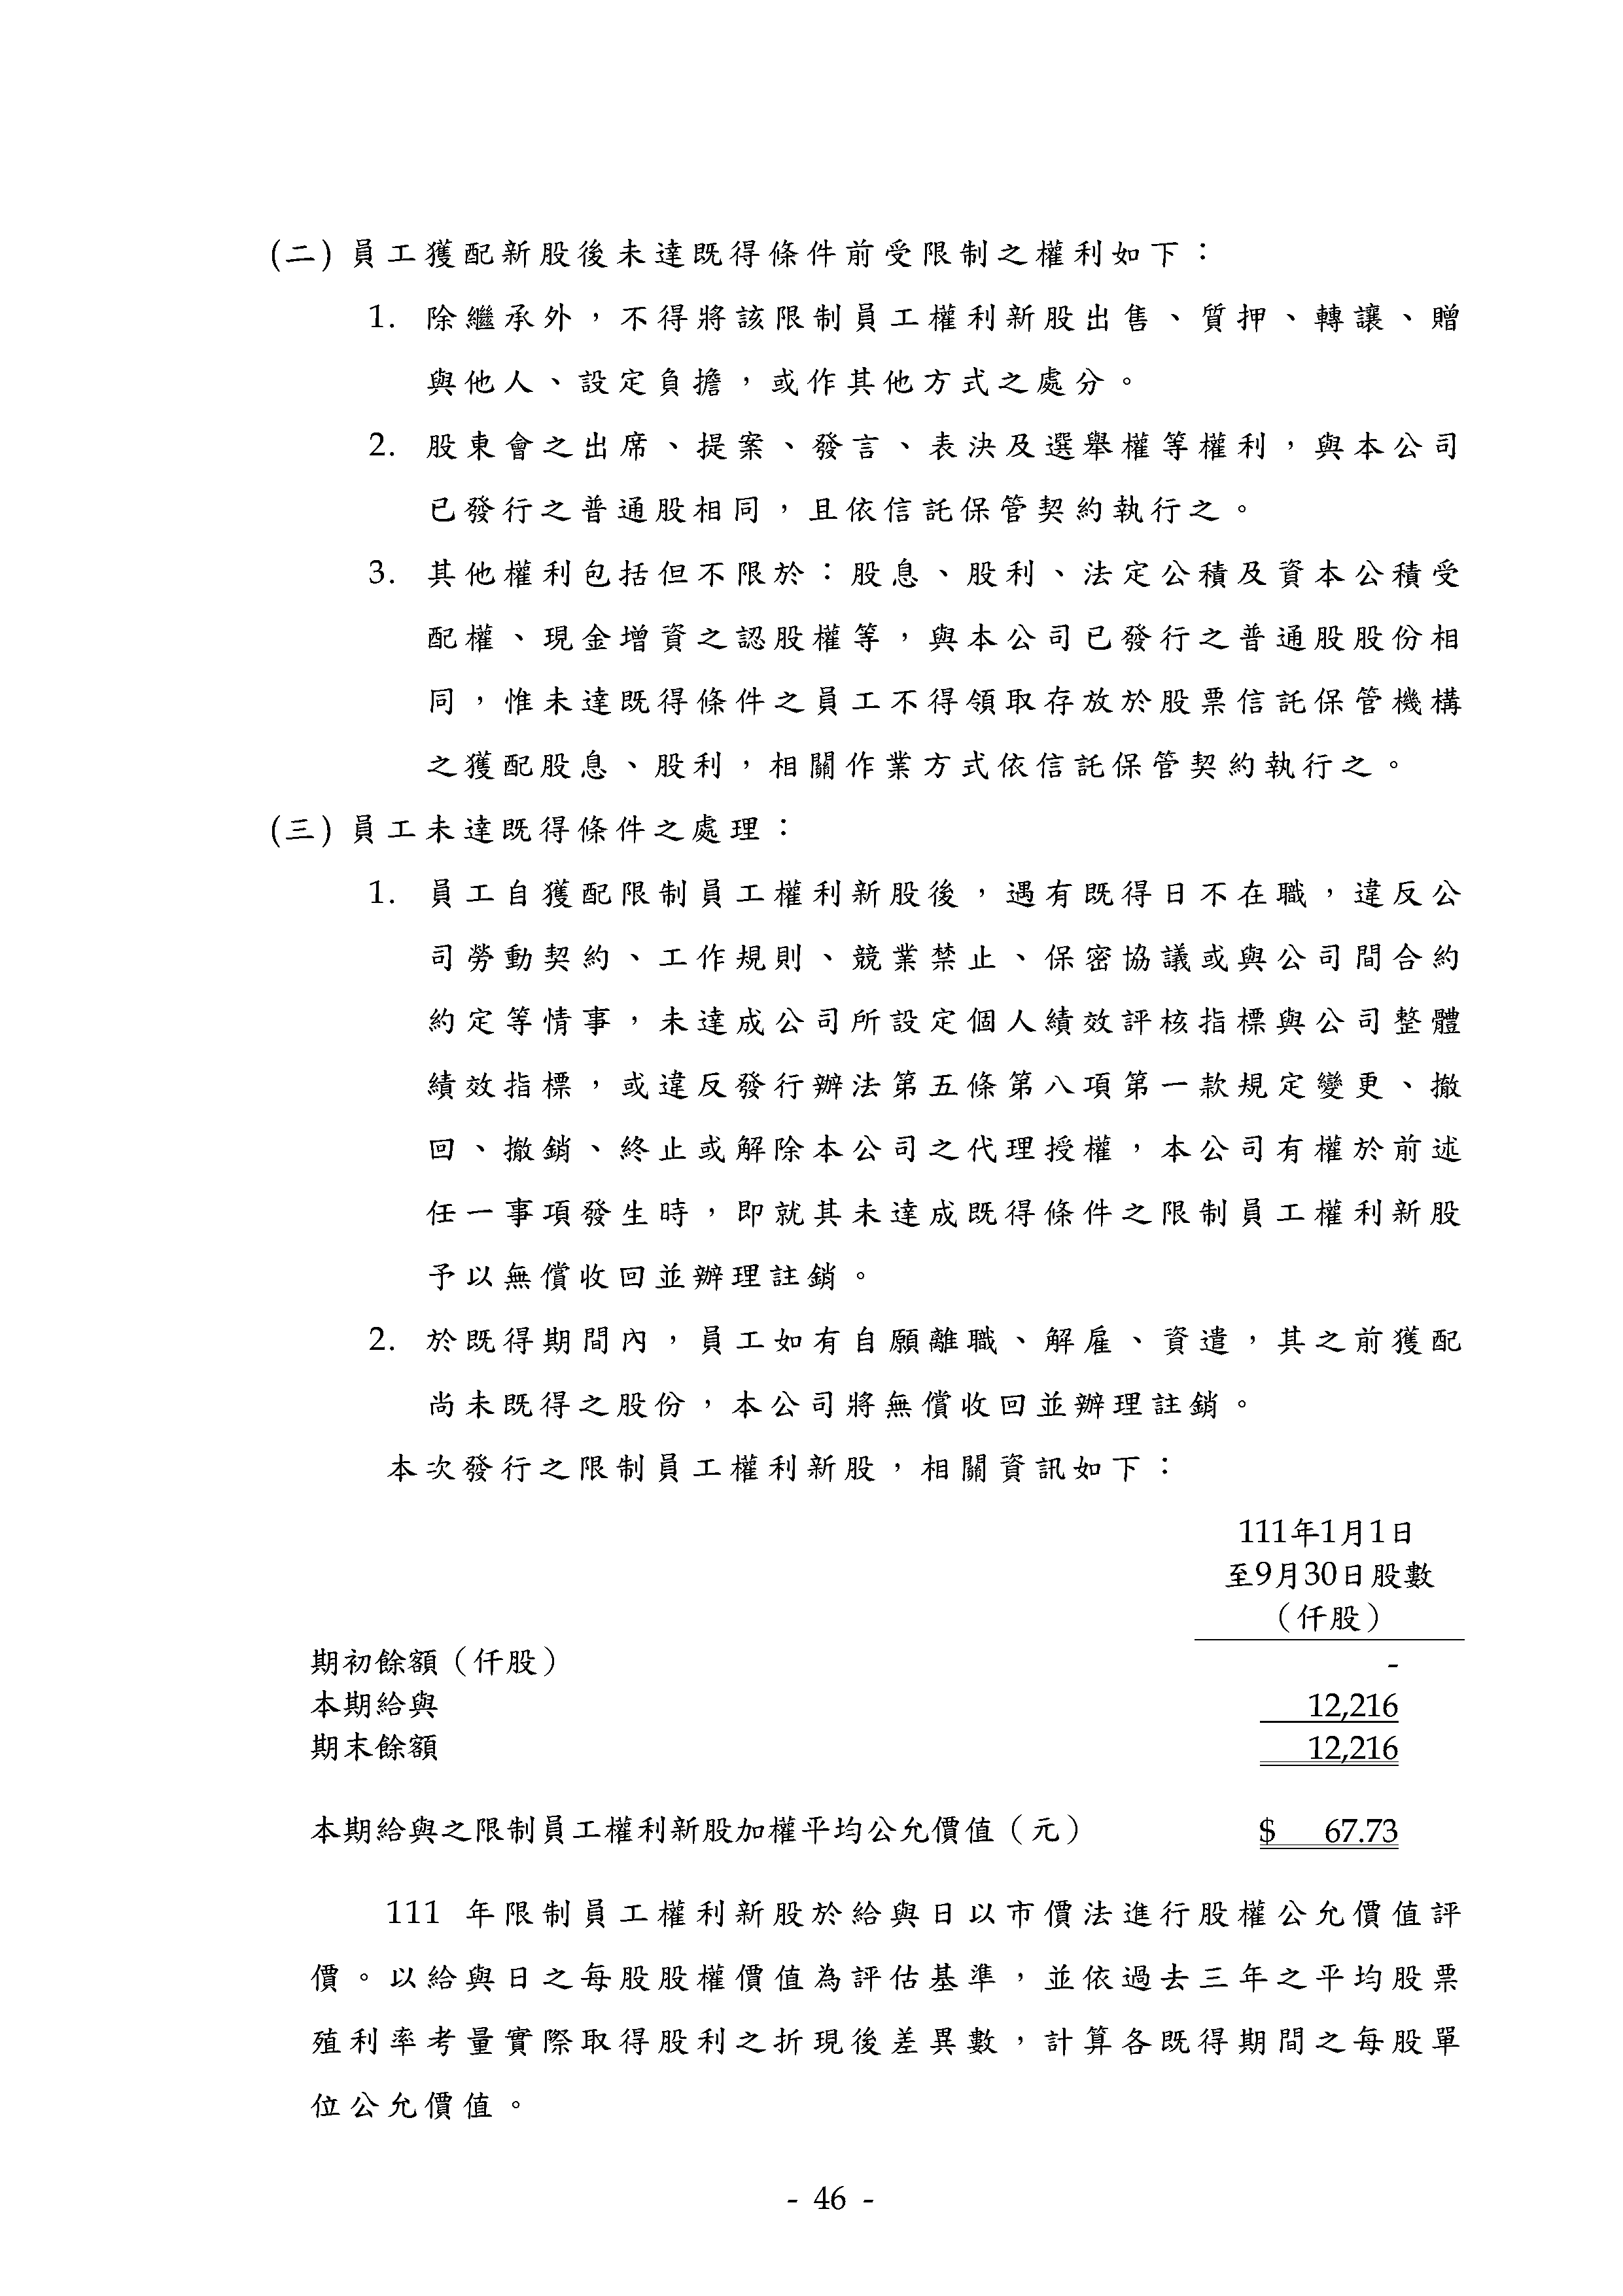 (二) 員工獲配新股後未達既得條件前受限制之權利如下：
1. 除繼承外，不得將該限制員工權利新股出售、質押、轉讓、贈
與他人、設定負擔，或作其他方式之處分。
2. 股東會之出席、提案、發言、表決及選舉權等權利，與本公司
已發行之普通股相同，且依信託保管契約執行之。
3. 其他權利包括但不限於：股息、股利、法定公積及資本公積受
配權、現金增資之認股權等，與本公司已發行之普通股股份相
同，惟未達既得條件之員工不得領取存放於股票信託保管機構
之獲配股息、股利，相關作業方式依信託保管契約執行之。
(三) 員工未達既得條件之處理：
1. 員工自獲配限制員工權利新股後，遇有既得日不在職，違反公
司勞動契約、工作規則、競業禁止、保密協議或與公司間合約
約定等情事，未達成公司所設定個人績效評核指標與公司整體
績效指標，或違反發行辦法第五條第八項第一款規定變更、撤
回、撤銷、終止或解除本公司之代理授權，本公司有權於前述
任一事項發生時，即就其未達成既得條件之限制員工權利新股
予以無償收回並辦理註銷。
2. 於既得期間內，員工如有自願離職、解雇、資遣，其之前獲配
尚未既得之股份，本公司將無償收回並辦理註銷。
本次發行之限制員工權利新股，相關資訊如下：
111年1月1日
至9月30日股數
（仟股）
期初餘額（仟股） -
本期給與 12,216
期末餘額 12,216
本期給與之限制員工權利新股加權平均公允價值（元） $ 67.73
111 年限制員工權利新股於給與日以市價法進行股權公允價值評
價。以給與日之每股股權價值為評估基準，並依過去三年之平均股票
殖利率考量實際取得股利之折現後差異數，計算各既得期間之每股單
位公允價值。
- 46 -